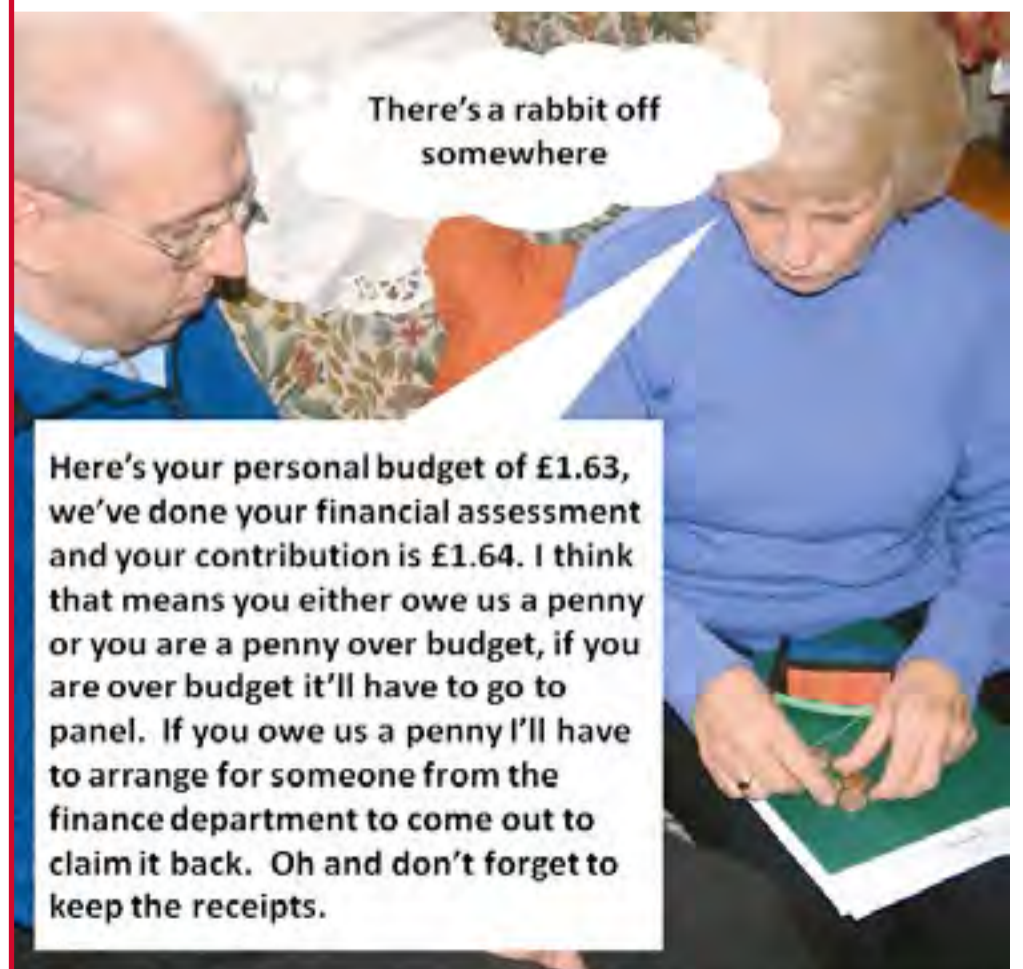 There's a rabbit off
somewhere
Here's your personal budget of £1.63,
we've done your financial assessment
and your contribution is £1.64. I think
that means you either owe us a penny
or you are a penny over budget, if you
are over budget it'll have to go to
panel.  If you owe us a penny I'll have
to arrange for someone from the
finance department to come out to
claim it back.  Oh and don't forget to
keep the receipts.